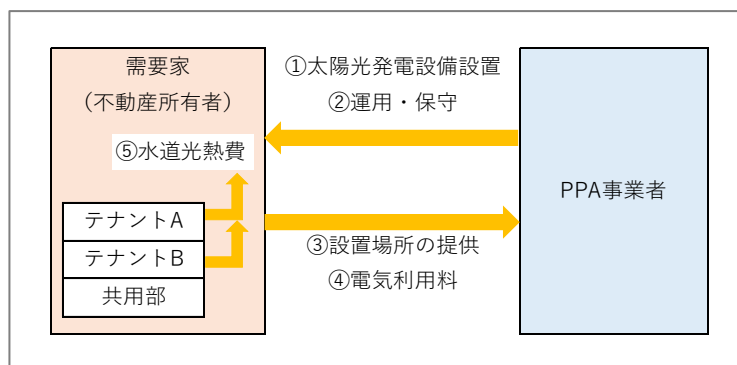 需要家
（不動産所有者）
⑤水道光熱費
テナントA
テナントB
共用部
①太陽光発電設備設置
②運用・保守
③設置場所の提供
④電気利用料
PPA事業者